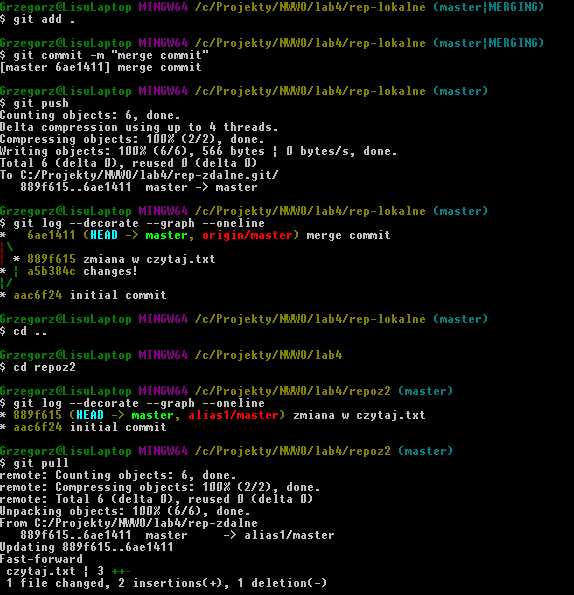 Grzegorz@LisuLaptop MINGW64 /c/Projekty/NWWO/lab4/rep-lokalne (master|MERGING)
$ git add .
Grzegorz@LisuLaptop MINGW64 /c/Projekty/NWWO/lab4/rep-lokalne (master|MERGING)
$ git commit -m "merge commit"
[master 6ae1411] merge commit
Grzegorz@LisuLaptop MINGW64 /c/Projekty/NWWO/lab4/rep-lokalne (master)
$ git push
Counting objects: 6, done.
Delta compression using up to 4 threads.
Compressing objects: 100% (2/2), done.
Writing objects: 100% (6/6), 566 bytes | 0 bytes/s, done.
Total 6 (delta 0), reused 0 (delta 0)
To C:/Projekty/NWWO/lab4/rep-zdalne.git/
   889f615..6ae1411  master -> master
Grzegorz@LisuLaptop MINGW64 /c/Projekty/NWWO/lab4/rep-lokalne (master)
$ git log --decorate --graph --oneline
*   6ae1411 (HEAD -> master, origin/master) merge commit
|\
| * 889f615 zmiana w czytaj.txt
* | a5b384c changes!
|/
* aac6f24 initial commit
Grzegorz@LisuLaptop MINGW64 /c/Projekty/NWWO/lab4/rep-lokalne (master)
$ cd ..
Grzegorz@LisuLaptop MINGW64 /c/Projekty/NWWO/lab4
$ cd repoz2
Grzegorz@LisuLaptop MINGW64 /c/Projekty/NWWO/lab4/repoz2 (master)
$ git log --decorate --graph --oneline
* 889f615 (HEAD -> master, alias1/master) zmiana w czytaj.txt
* aac6f24 initial commit
Grzegorz@LisuLaptop MINGW64 /c/Projekty/NWWO/lab4/repoz2 (master)
$ git pull
remote: Counting objects: 6, done.
remote: Compressing objects: 100% (2/2), done.
remote: Total 6 (delta 0), reused 0 (delta 0)
Unpacking objects: 100% (6/6), done.
From C:/Projekty/NWWO/lab4/rep-zdalne
   889f615..6ae1411  master     -> alias1/master
Updating 889f615..6ae1411
Fast-forward
 czytaj.txt | 3 ++-
 1 file changed, 2 insertions(+), 1 deletion(-)